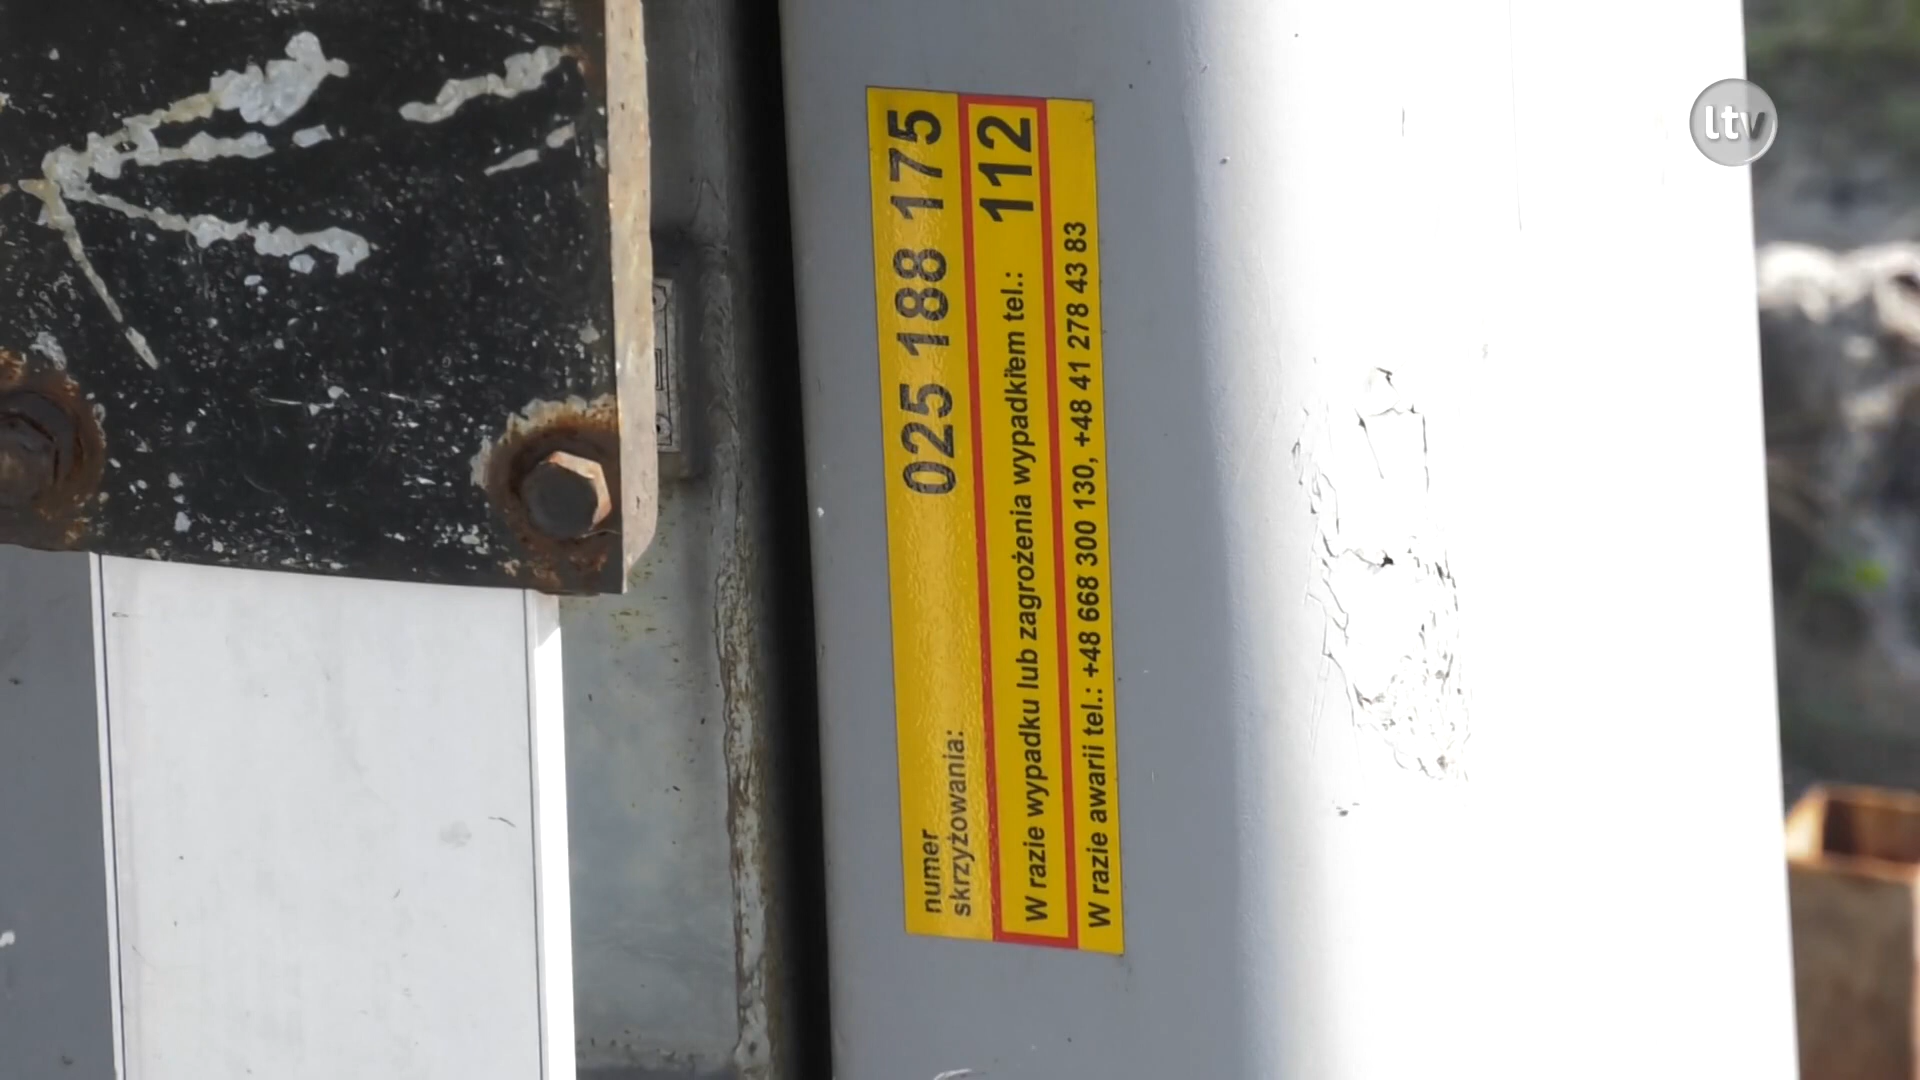 numer
skrzyżowania: 025 188 175
W razie wypadku lub zagrożenia wypadkiem tel.: 112
W razie awarii tel.: +48 668 300 130, +48 41 278 43 83
ltv